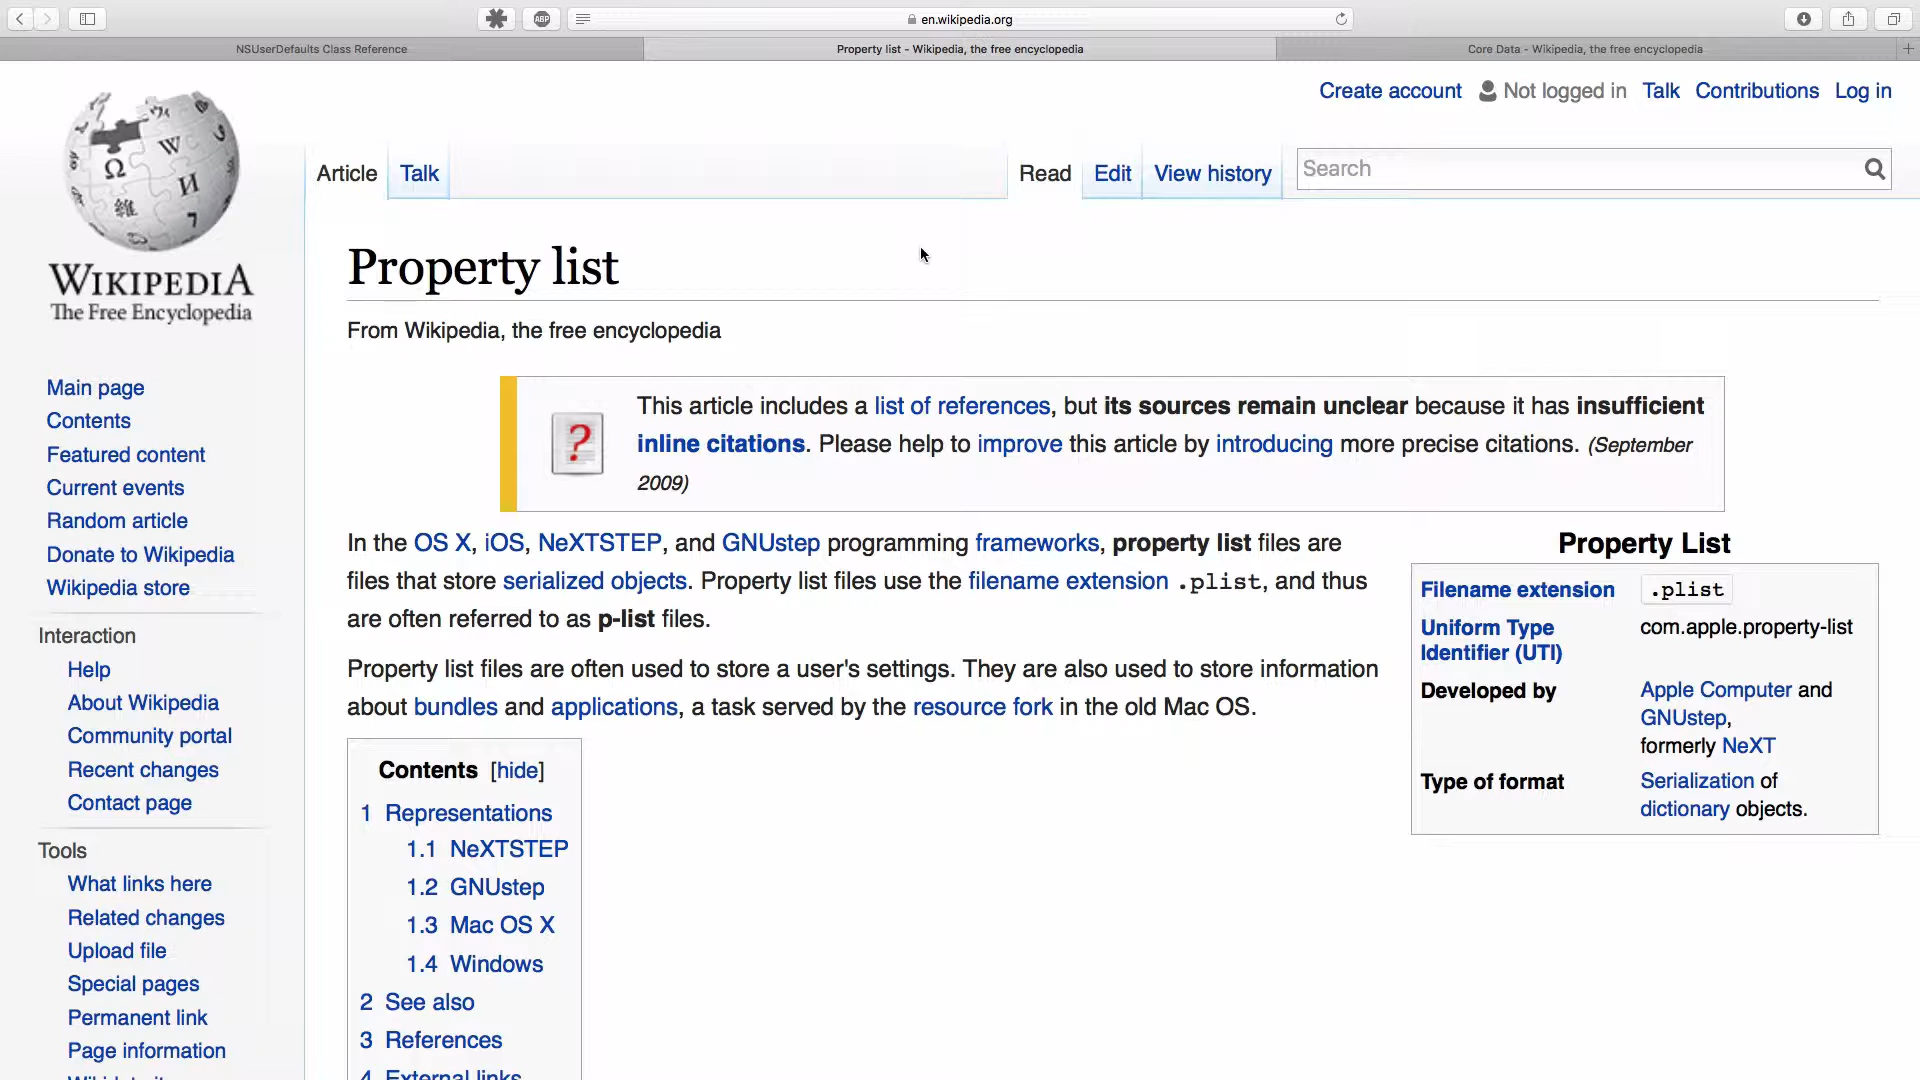 ABP
en.wikipedia.org
NSUserDefaults Class Reference
Property list - Wikipedia, the free encyclopedia
Core Data - Wikipedia, the free encyclopedia
Create account Not logged in Talk Contributions Log in
Article Talk Read Edit View history Search
WIKIPEDIA
The Free Encyclopedia
Main page
Contents
Featured content
Current events
Random article
Donate to Wikipedia
Wikipedia store
Interaction
Help
About Wikipedia
Community portal
Recent changes
Contact page
Tools
What links here
Related changes
Upload file
Special pages
Permanent link
Page information
Property list
From Wikipedia, the free encyclopedia
This article includes a list of references, but its sources remain unclear because it has insufficient
inline citations. Please help to improve this article by introducing more precise citations. (September
2009)
In the OS X, iOS, NeXTSTEP, and GNUstep programming frameworks, property list files are
files that store serialized objects. Property list files use the filename extension .plist, and thus
are often referred to as p-list files.
Property list files are often used to store a user's settings. They are also used to store information
about bundles and applications, a task served by the resource fork in the old Mac OS.
Contents [hide]
1 Representations
1.1 NeXTSTEP
1.2 GNUstep
1.3 Mac OS X
1.4 Windows
2 See also
3 References
4 External links
Property List
Filename extension .plist
Uniform Type com.apple.property-list
Identifier (UTI)
Developed by Apple Computer and
GNUstep,
formerly NeXT
Type of format Serialization of
dictionary objects.